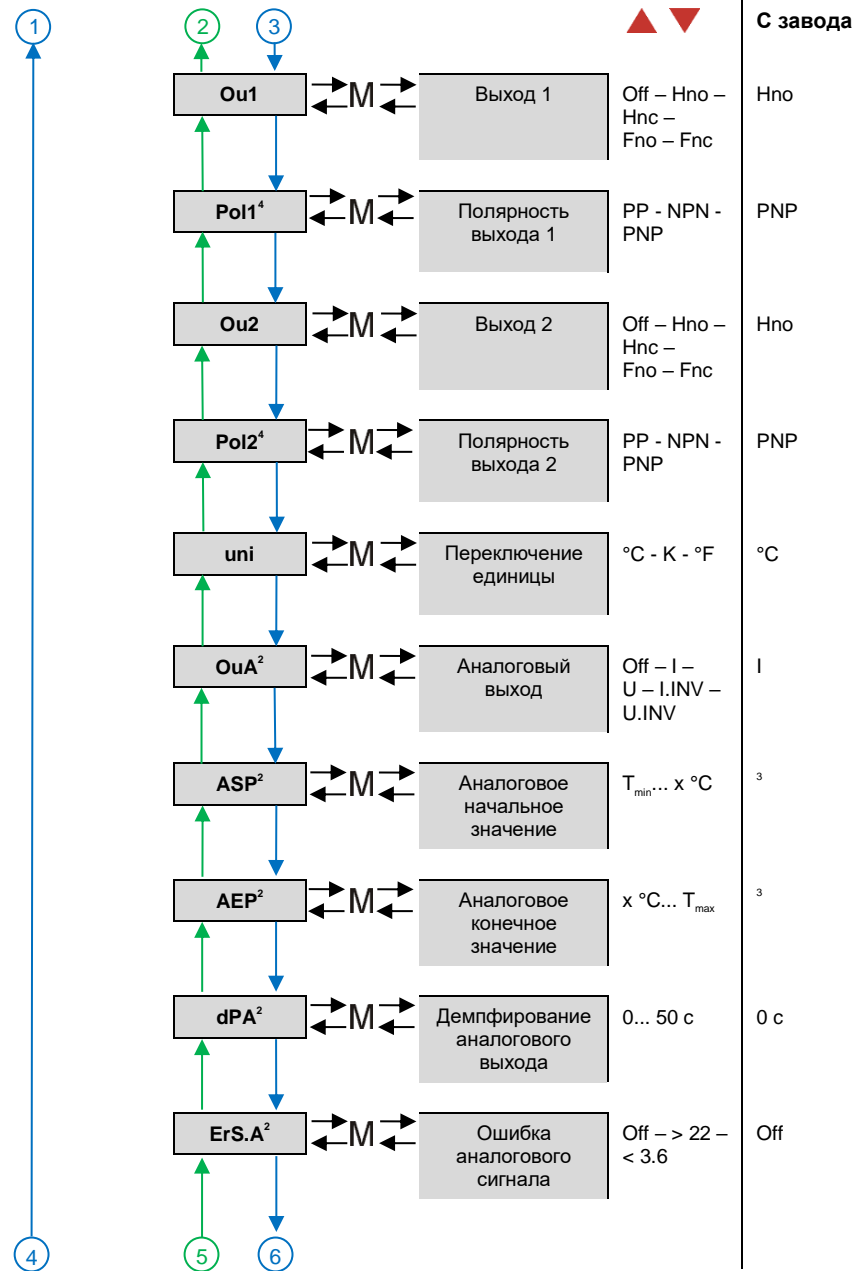 1
2
3
С завода
Ou1
M
Выход 1
Off – Hno –
Hnc –
Fno – Fnc
Hno
Pol1⁴
M
Полярность
выхода 1
PP - NPN -
PNP
PNP
Ou2
M
Выход 2
Off – Hno –
Hnc –
Fno – Fnc
Hno
Pol2⁴
M
Полярность
выхода 2
PP - NPN -
PNP
PNP
uni
M
Переключение
единицы
°C - K - °F
°C
OuA²
M
Аналоговый
выход
Off – I –
U – I.INV –
U.INV
I
ASP²
M
Аналоговое
начальное
значение
Tmin... x °C
³
AEP²
M
Аналоговое
конечное
значение
x °C... Tmax
³
dPA²
M
Демпфирование
аналогового
выхода
0... 50 с
0 с
ErS.A²
M
Ошибка
аналогового
сигнала
Off – > 22 –
< 3.6
Off
4
5
6